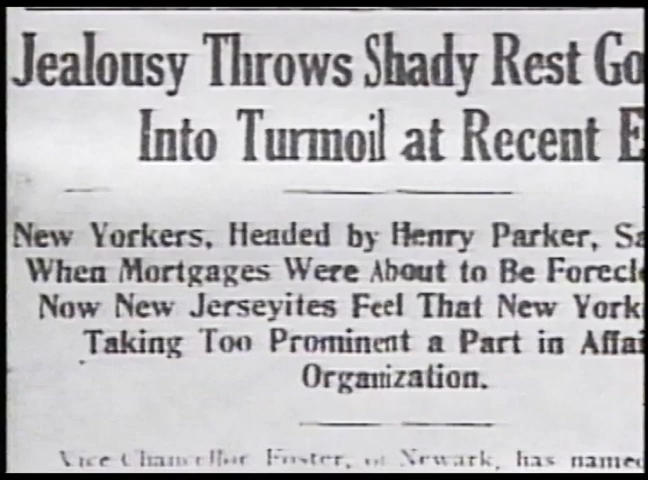 Jealousy Throws Shady Rest Go
Into Turmoil at Recent E
New Yorkers, Headed by Henry Parker, Sa
When Mortgages Were About to Be Forecl
Now New Jerseyites Feel That New York
Taking Too Prominent a Part in Affai
Organization.
Vice Chancellor Foster, of Newark, has named